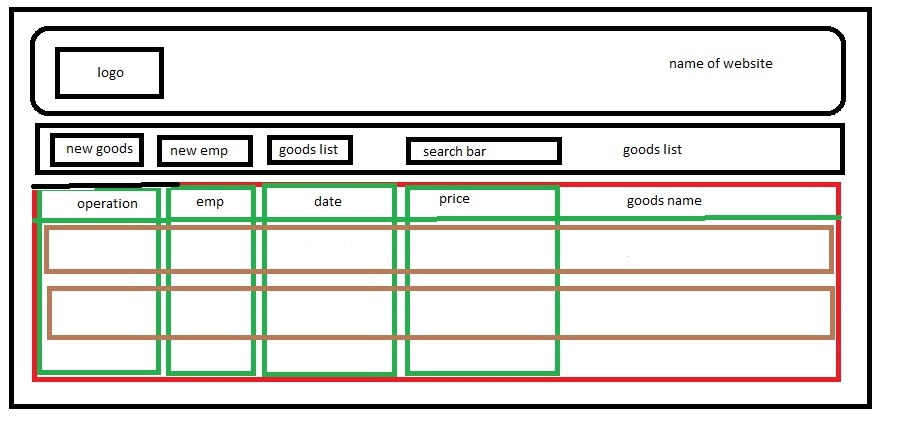 logo
name of website
new goods
new emp
goods list
search bar
goods list
operation
emp
date
price
goods name